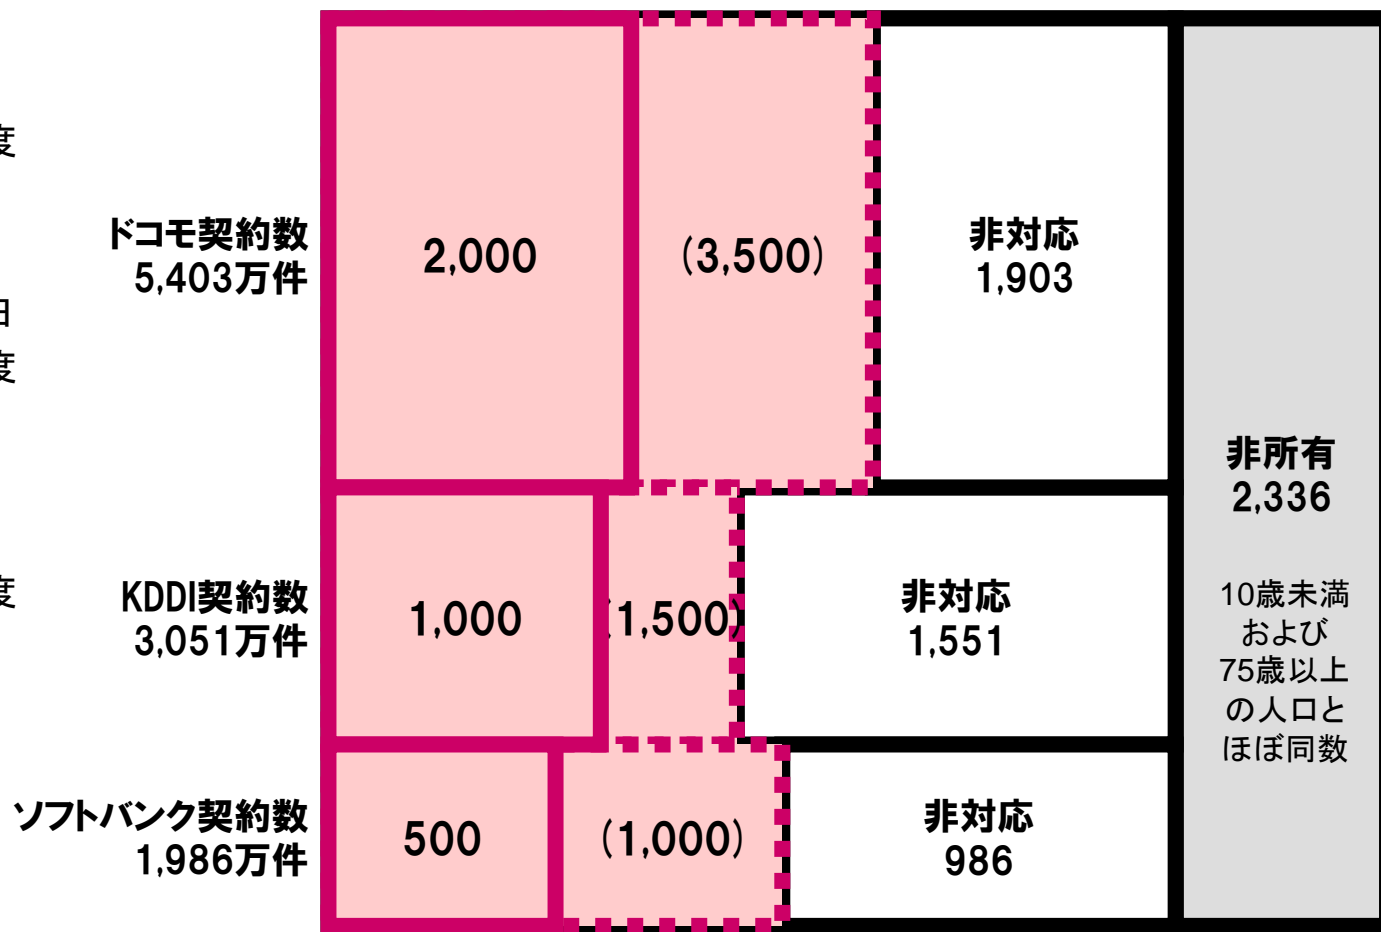 度
日
度
度
ドコモ契約数
5,403万件
2,000
(3,500)
非対応
1,903
KDDI契約数
3,051万件
1,000
(1,500)
非対応
1,551
ソフトバンク契約数
1,986万件
500
(1,000)
非対応
986
非所有
2,336
10歳未満
および
75歳以上
の人口と
ほぼ同数